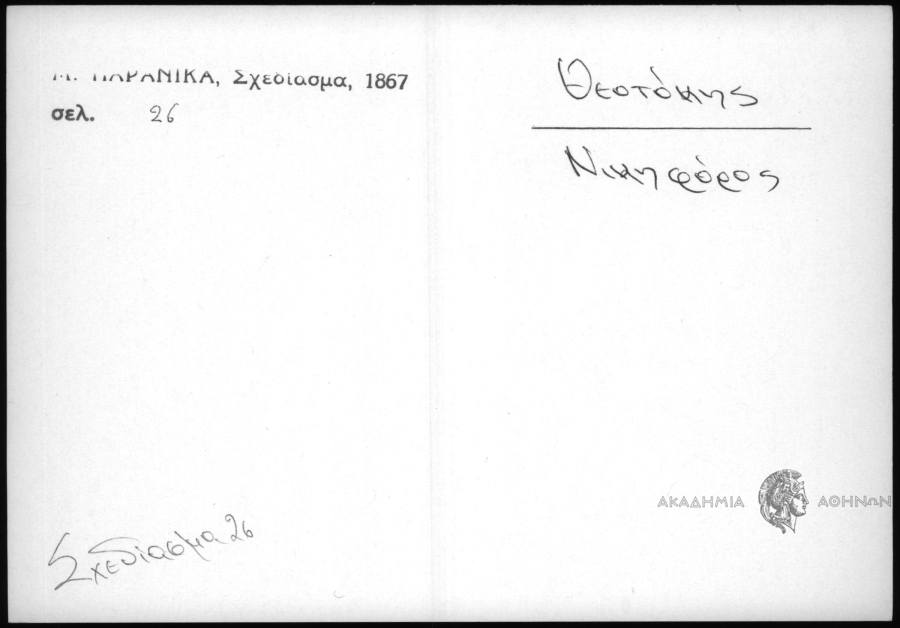 Μ. ΠΑΡΑΝΙΚΑ, Σχεδίασμα, 1867
σελ. 26
Θεοτόκης
Νικηφόρος
Σχεδίασμα 26
ΑΚΑΔΗΜΙΑ ΑΘΗΝΩΝ